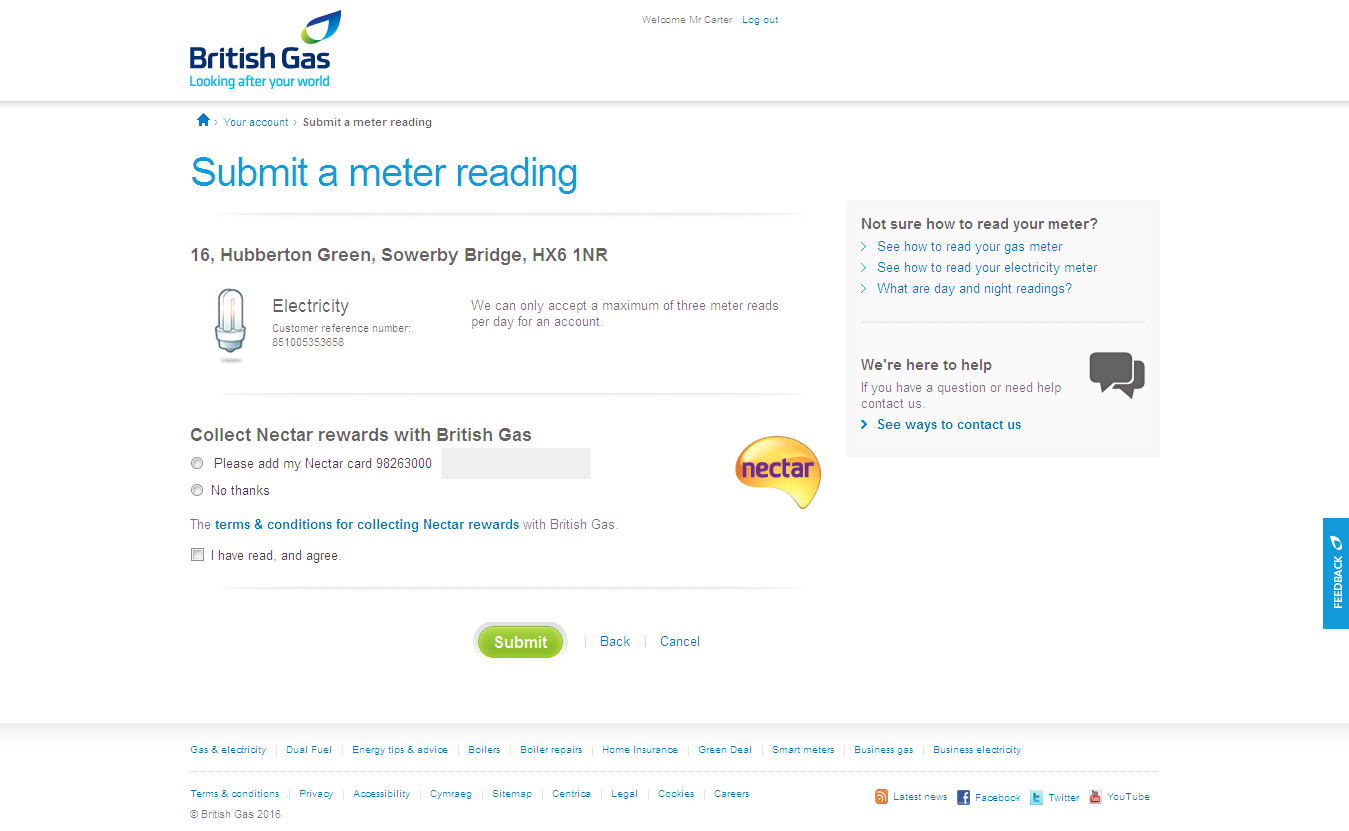 British Gas
Looking after your world
Welcome Mr Carter Log out
› Your account › Submit a meter reading
Submit a meter reading
16, Hubberton Green, Sowerby Bridge, HX6 1NR
Electricity
Customer reference number:
851005353658
We can only accept a maximum of three meter reads
per day for an account.
Collect Nectar rewards with British Gas
Please add my Nectar card 98263000
No thanks
nectar
The terms & conditions for collecting Nectar rewards with British Gas.
I have read, and agree.
Submit Back Cancel
Not sure how to read your meter?
See how to read your gas meter
See how to read your electricity meter
What are day and night readings?
We're here to help
If you have a question or need help
contact us.
See ways to contact us
FEEDBACK
Gas & electricity Dual Fuel Energy tips & advice Boilers Boiler repairs Home Insurance Green Deal Smart meters Business gas Business electricity
Terms & conditions Privacy Accessibility Cymraeg Sitemap Centrica Legal Cookies Careers
Latest news Facebook Twitter YouTube
© British Gas 2016